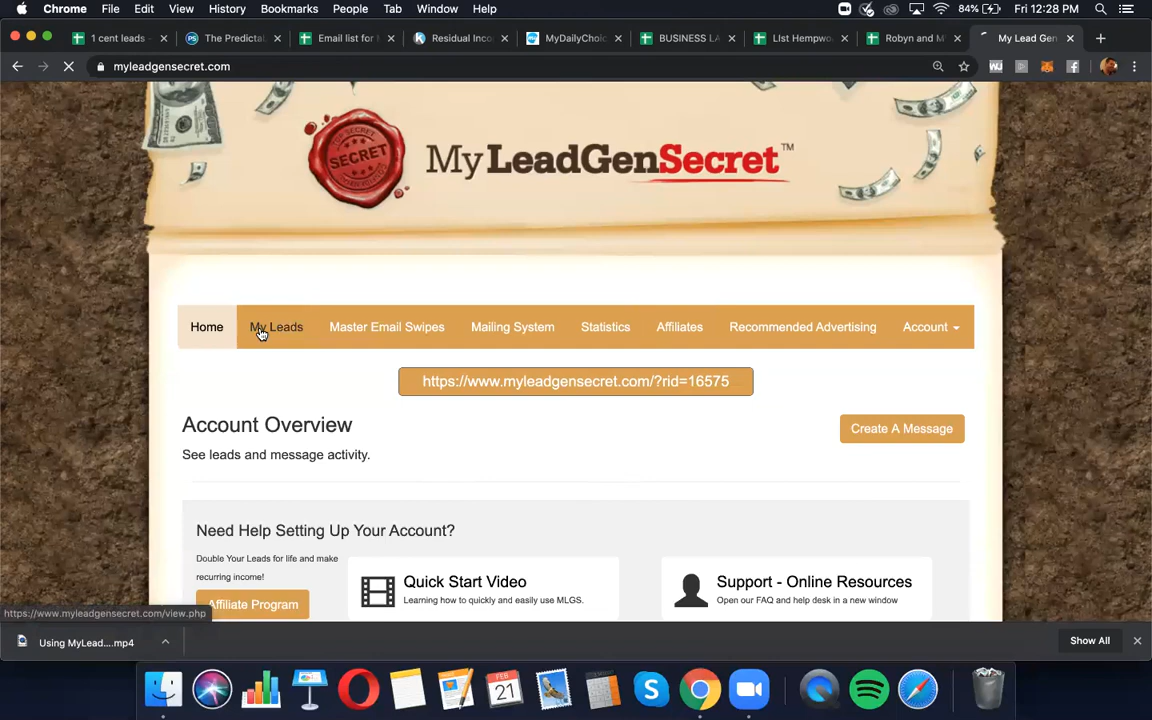 Chrome File Edit View History Bookmarks People Tab Window Help 84% Fri 12:28 PM
1 cent leads - The Predictal Email list for Residual Inco MyDailyChoic BUSINESS LA LIst Hempwo Robyn and M My Lead Gen
myleadgensecret.com
TOP SECRET
SECRET
MyLeadGenSecret™
Home My Leads Master Email Swipes Mailing System Statistics Affiliates Recommended Advertising Account
https://www.myleadgensecret.com/?rid=16575
Account Overview
Create A Message
See leads and message activity.
Need Help Setting Up Your Account?
Double Your Leads for life and make
recurring income!
Affiliate Program
Quick Start Video
Learning how to quickly and easily use MLGS.
Support - Online Resources
Open our FAQ and help desk in a new window
https://www.myleadgensecret.com/view.php
Using MyLead....mp4
Show All
FEB
21